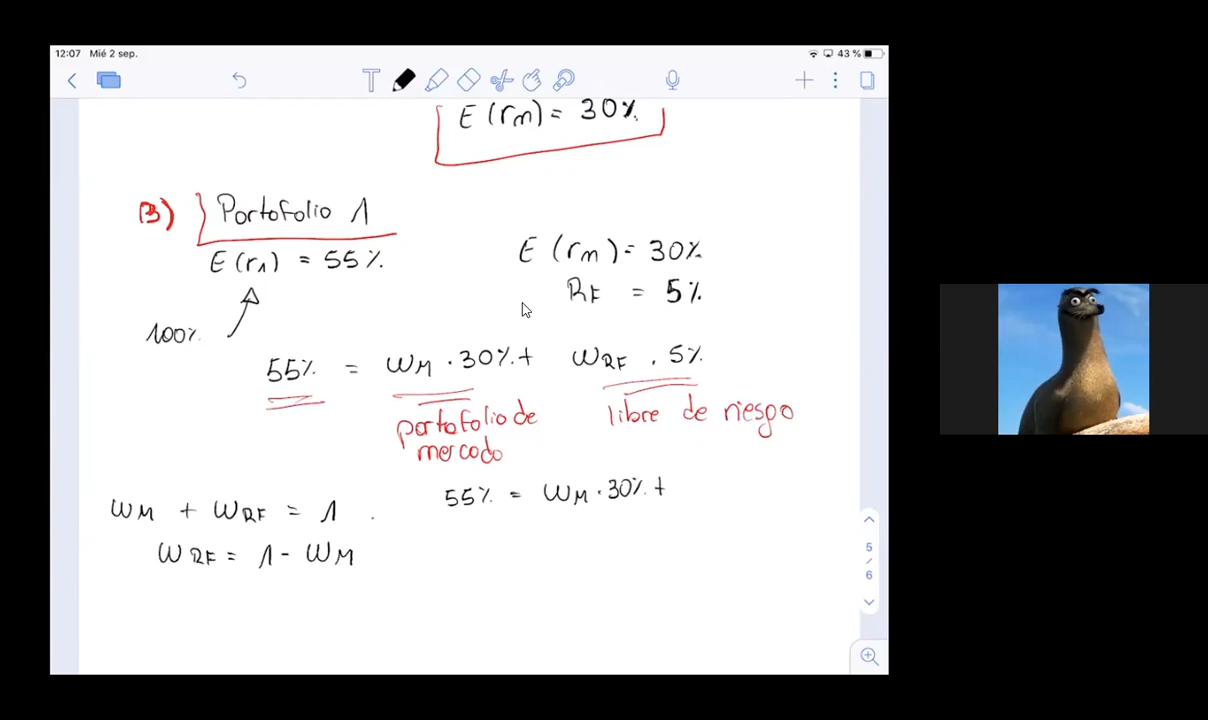 12:07 Mié 2 sep.
43 %
T
E (rm) = 30%
B) Portofolio 1
E (r1) = 55%
E (rm) = 30%
RF = 5%
100%
55% = WM . 30% + WRF . 5%
portofolio de mercado
libre de riesgo
55% = WM . 30% +
WM + WRF = 1
WRF = 1 - WM
5
/
6